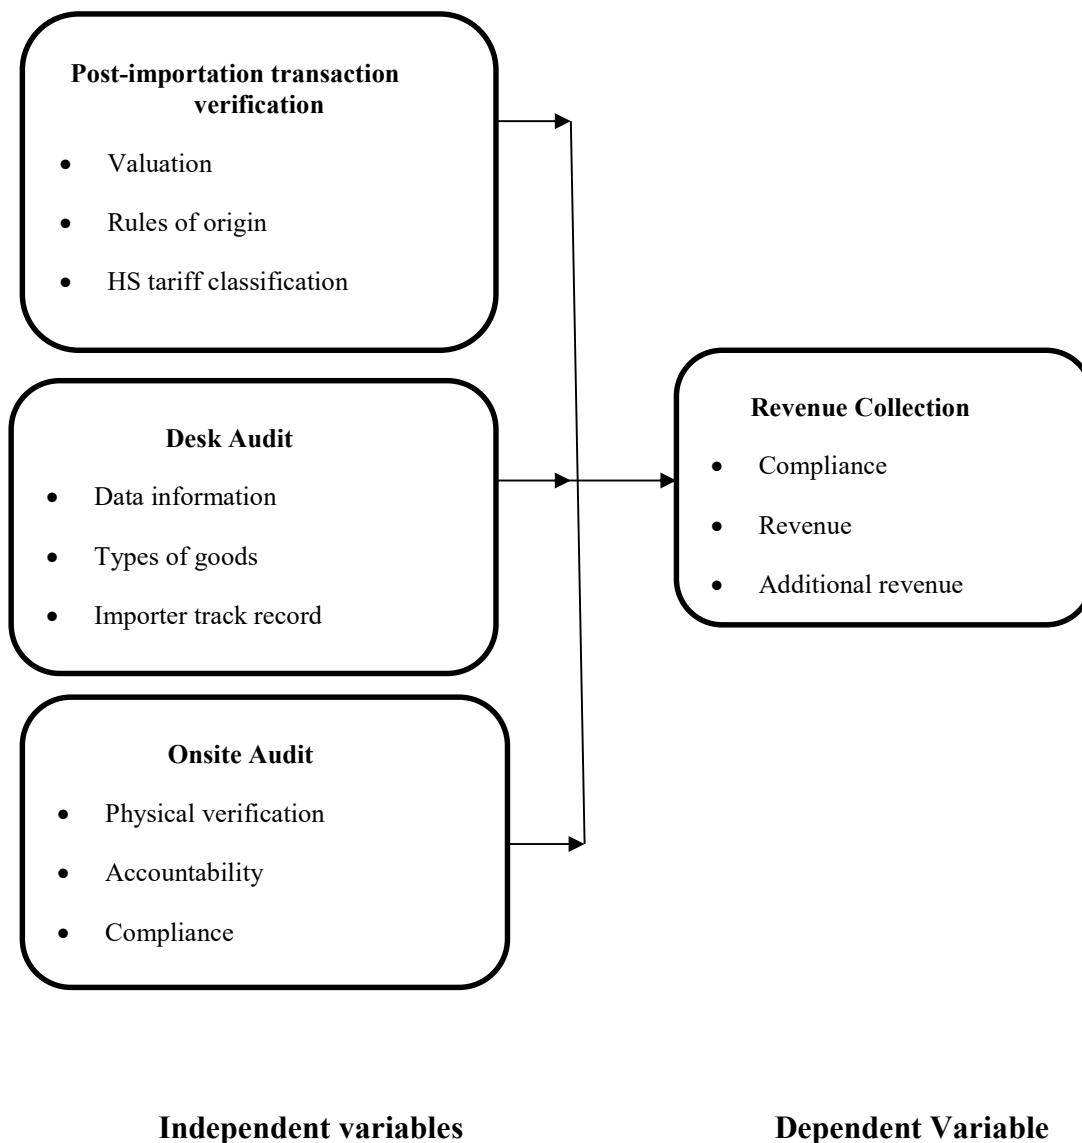 Post-importation transaction
verification
• Valuation
• Rules of origin
• HS tariff classification
Desk Audit
• Data information
• Types of goods
• Importer track record
Onsite Audit
• Physical verification
• Accountability
• Compliance
Revenue Collection
• Compliance
• Revenue
• Additional revenue
Independent variables
Dependent Variable